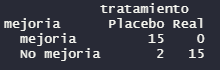 tratamiento
mejoria Placebo Real
mejoria 15 0
No mejoria 2 15